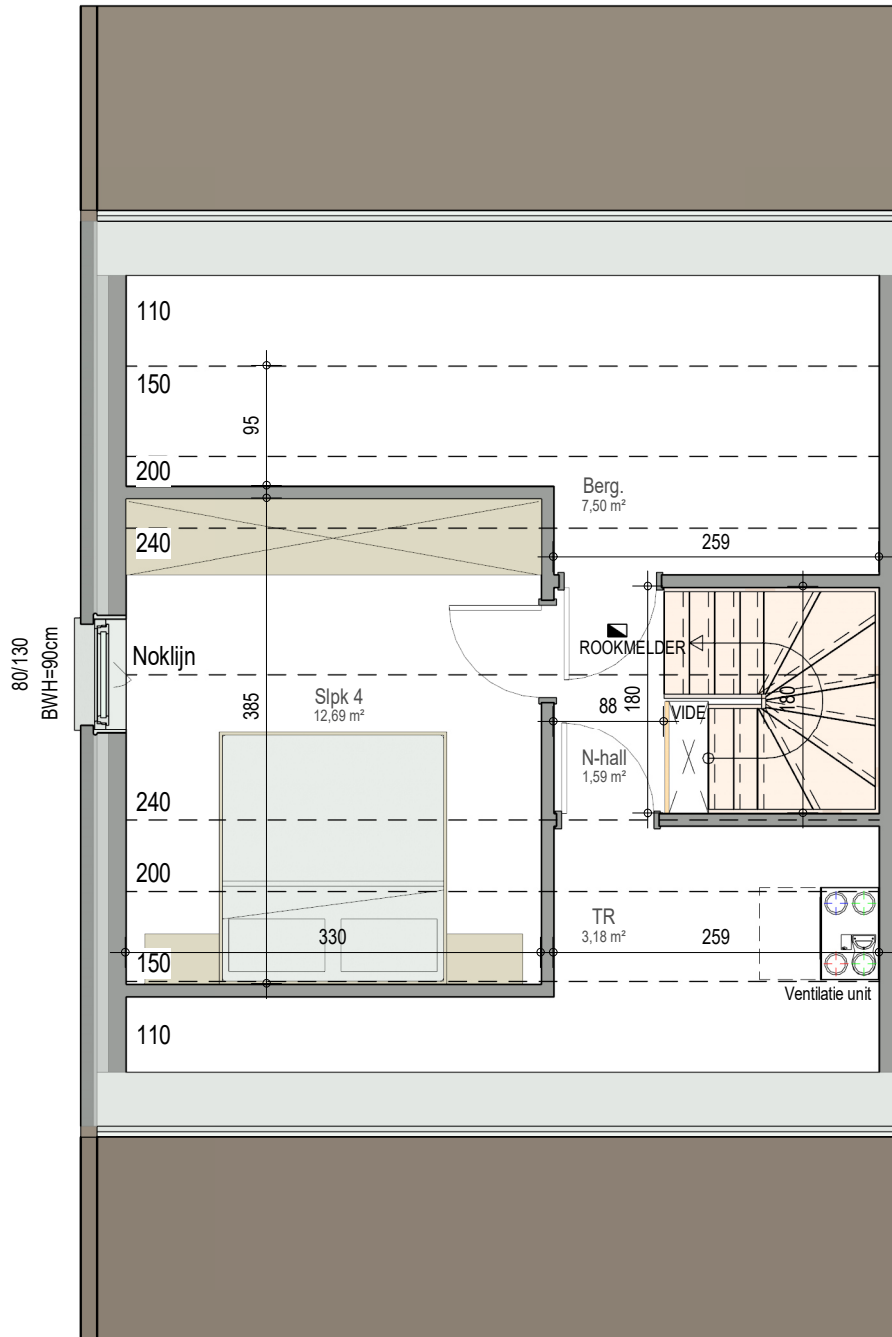 110
150
95
200
Berg.
7,50 m²
240
259
80/130
BWH=90cm
Noklijn
ROOKMELDER
Slpk 4
12,69 m²
385
88
180
VIDE
180
N-hall
1,59 m²
240
200
TR
3,18 m²
330
259
150
Ventilatie unit
110